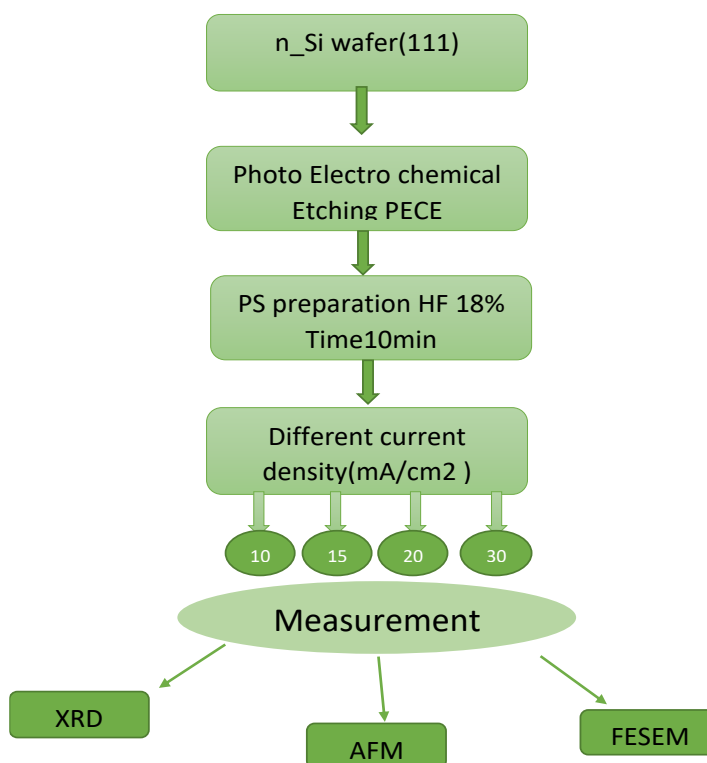 n_Si wafer(111)
Photo Electro chemical
Etching PECE
PS preparation HF 18%
Time10min
Different current
density(mA/cm2 )
10 15 20 30
Measurement
XRD
AFM
FESEM